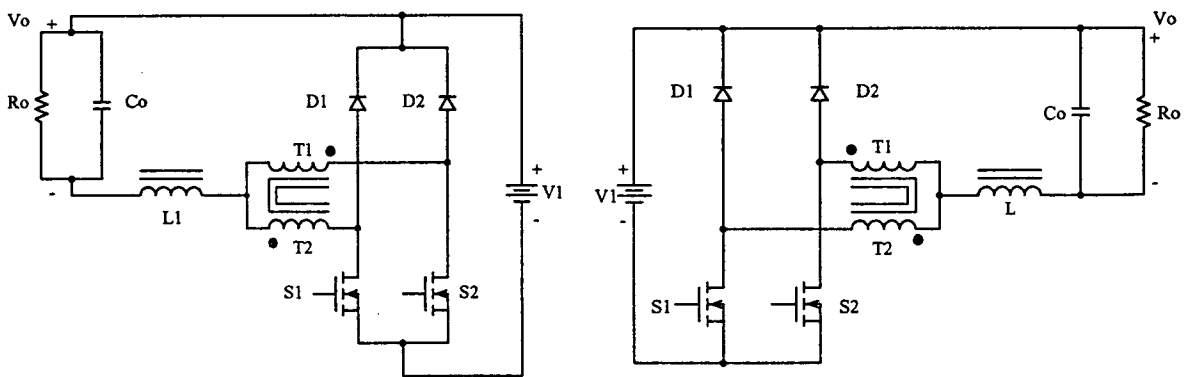 Vo
+
Ro
Co
-
L1
T1
T2
D1
D2
S1
S2
+
V1
-
Vo
+
D1
D2
Co
Ro
T1
+
V1
-
-
L
T2
S1
S2